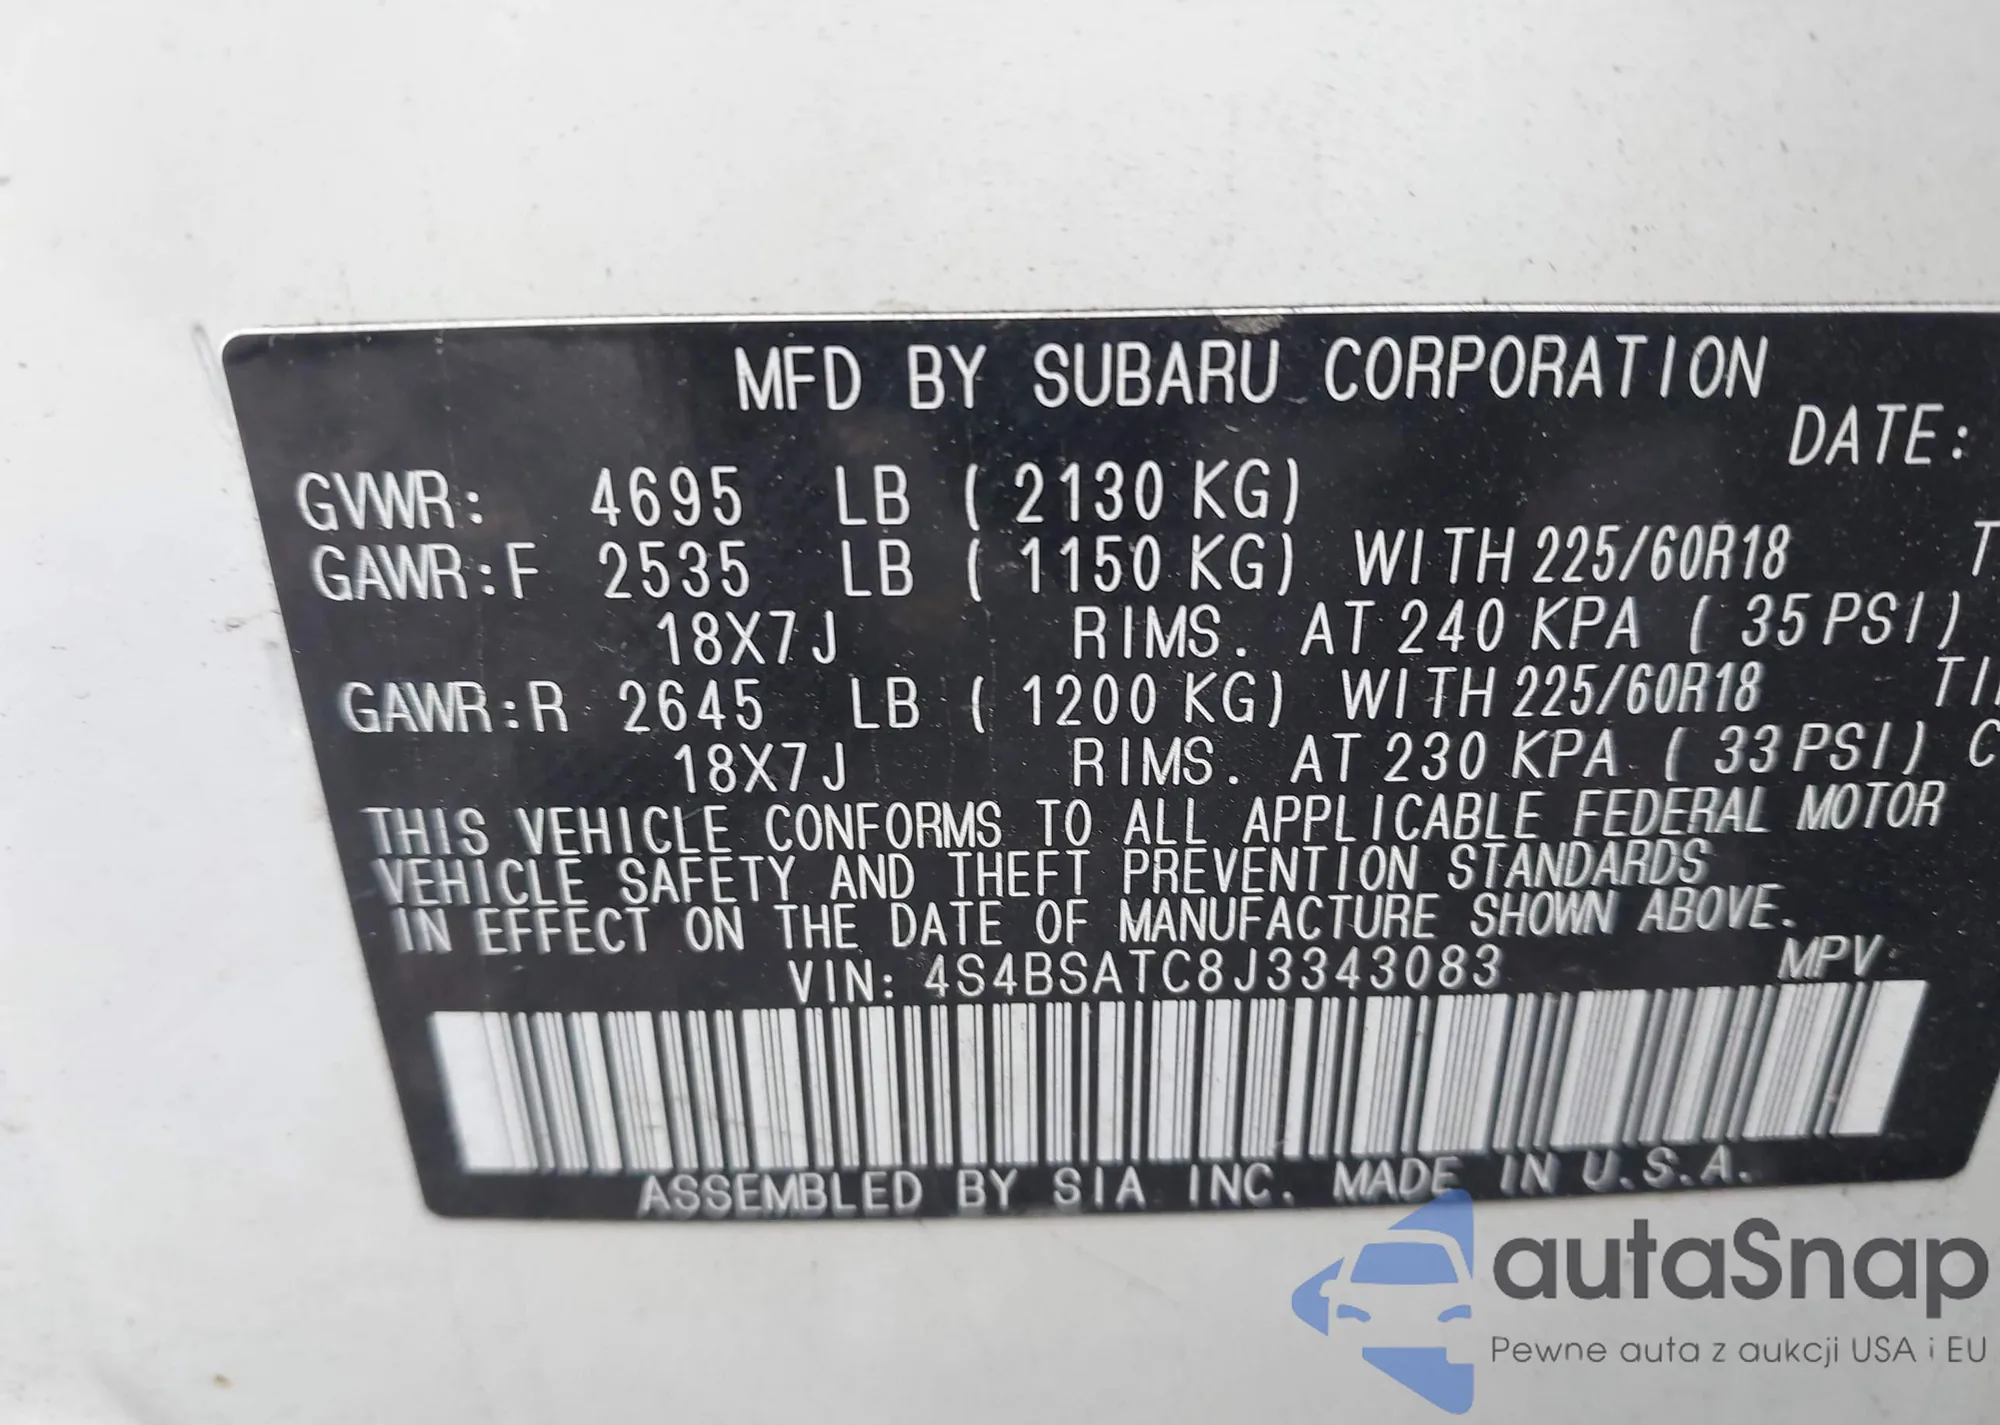 MFD BY SUBARU CORPORATION
DATE:
GVWR: 4695 LB ( 2130 KG)
GAWR:F 2535 LB ( 1150 KG) WITH 225/60R18
18X7J RIMS. AT 240 KPA ( 35 PSI)
GAWR:R 2645 LB ( 1200 KG) WITH 225/60R18
18X7J RIMS. AT 230 KPA ( 33 PSI)
THIS VEHICLE CONFORMS TO ALL APPLICABLE FEDERAL MOTOR
VEHICLE SAFETY AND THEFT PREVENTION STANDARDS
IN EFFECT ON THE DATE OF MANUFACTURE SHOWN ABOVE.
VIN: 4S4BSATC8J3343083 MPV
ASSEMBLED BY SIA INC. MADE IN U.S.A.
autaSnap
Pewne auta z aukcji USA i EU